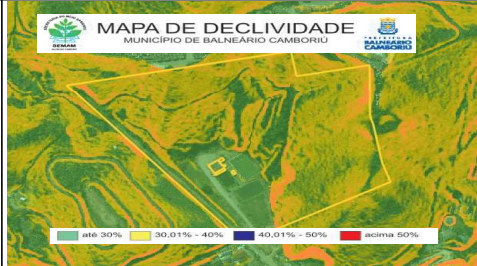 SEMAM
MAPA DE DECLIVIDADE
MUNICÍPIO DE BALNEÁRIO CAMBORIÚ
PREFEITURA
BALNEÁRIO
CAMBORIÚ
até 30% 30,01% - 40% 40,01% - 50% acima 50%